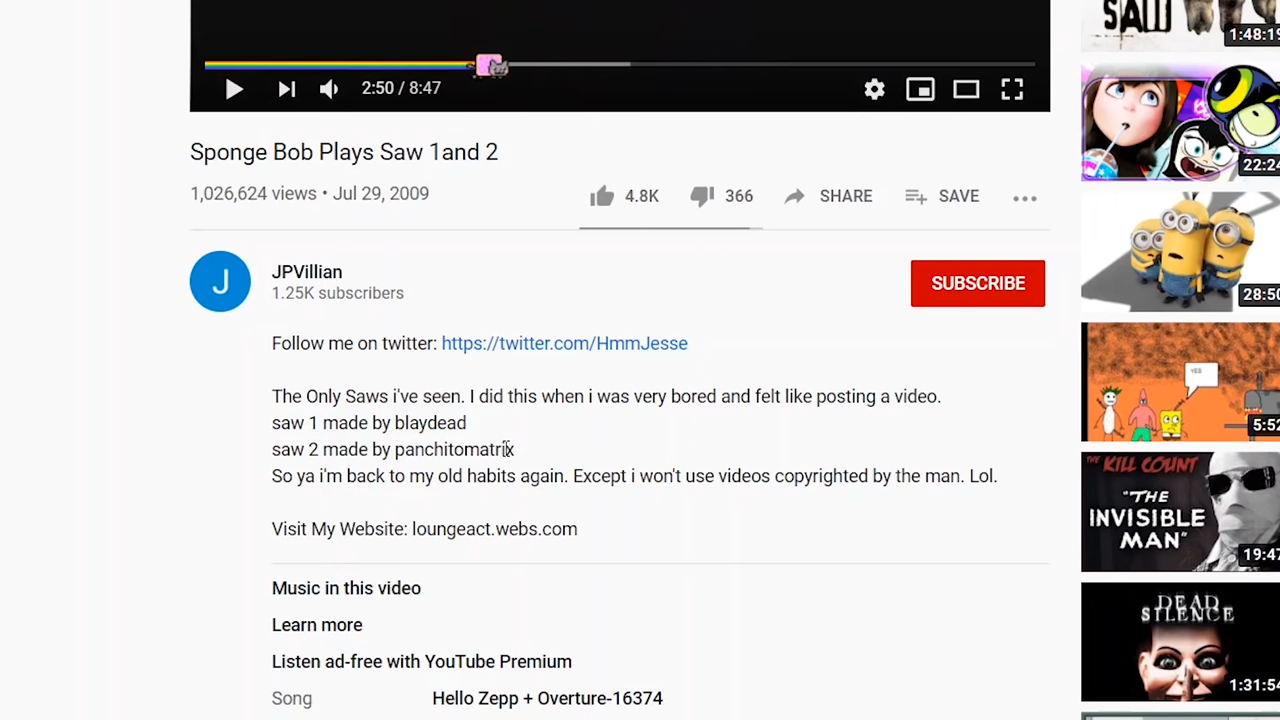 SAW
1:48:19
2:50 / 8:47
Sponge Bob Plays Saw 1and 2
22:24
1,026,624 views • Jul 29, 2009
4.8K
366
SHARE
SAVE
J
JPVillian
1.25K subscribers
SUBSCRIBE
28:50
Follow me on twitter: https://twitter.com/HmmJesse
YES
The Only Saws i've seen. I did this when i was very bored and felt like posting a video.
saw 1 made by blaydead
5:52
saw 2 made by panchitomatrix
So ya i'm back to my old habits again. Except i won't use videos copyrighted by the man. Lol.
THE KILL COUNT
"THE
INVISIBLE
MAN"
19:47
Visit My Website: loungeact.webs.com
Music in this video
Learn more
Listen ad-free with YouTube Premium
DEAD
SILENCE
1:31:54
Song
Hello Zepp + Overture-16374